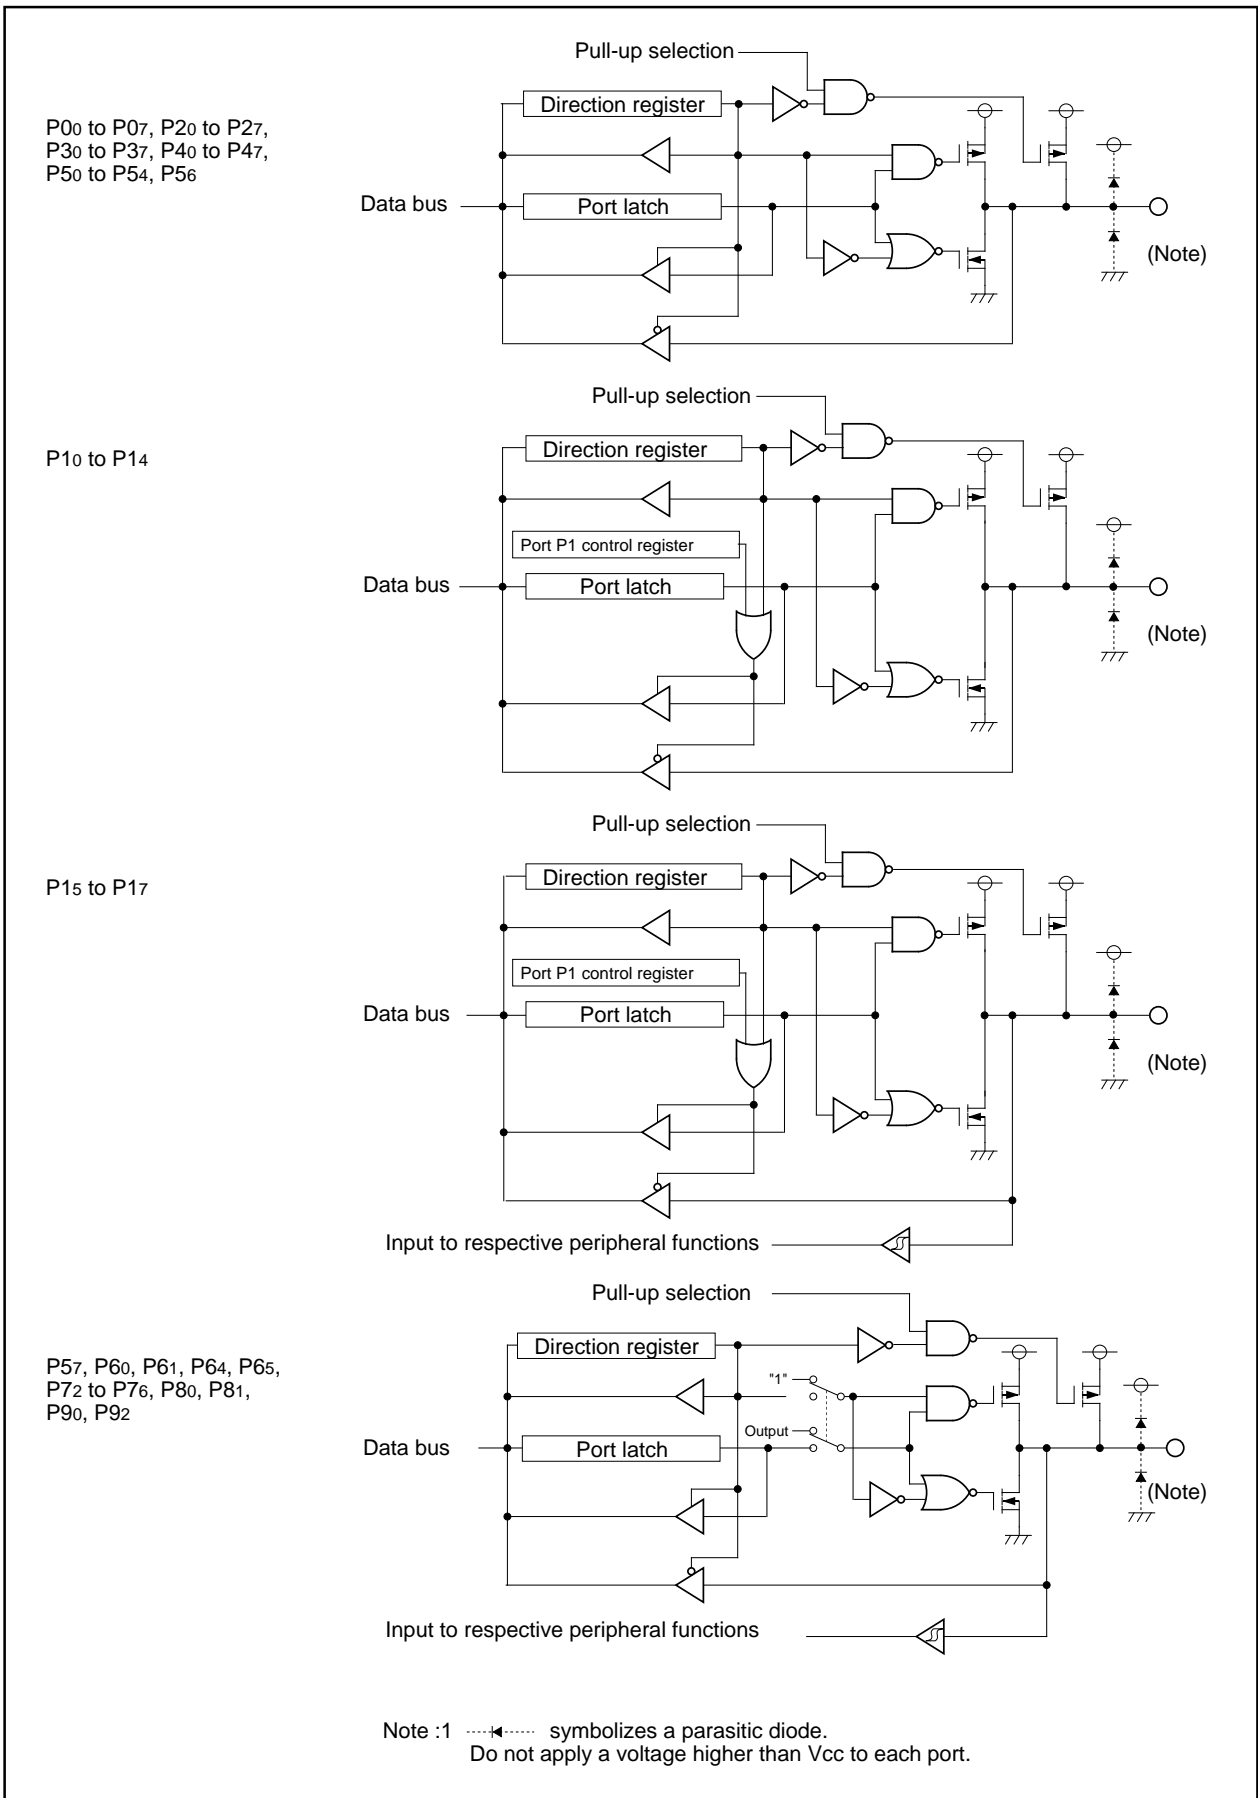 Pull-up selection
Direction register
P00 to P07, P20 to P27,
P30 to P37, P40 to P47,
P50 to P54, P56
Data bus
Port latch
(Note)
Pull-up selection
Direction register
P10 to P14
Port P1 control register
Data bus
Port latch
(Note)
Pull-up selection
Direction register
P15 to P17
Port P1 control register
Data bus
Port latch
(Note)
Input to respective peripheral functions
Pull-up selection
Direction register
P57, P60, P61, P64, P65,
P72 to P76, P80, P81,
P90, P92
"1"
Output
Data bus
Port latch
(Note)
Input to respective peripheral functions
Note :1 symbolizes a parasitic diode.
Do not apply a voltage higher than Vcc to each port.